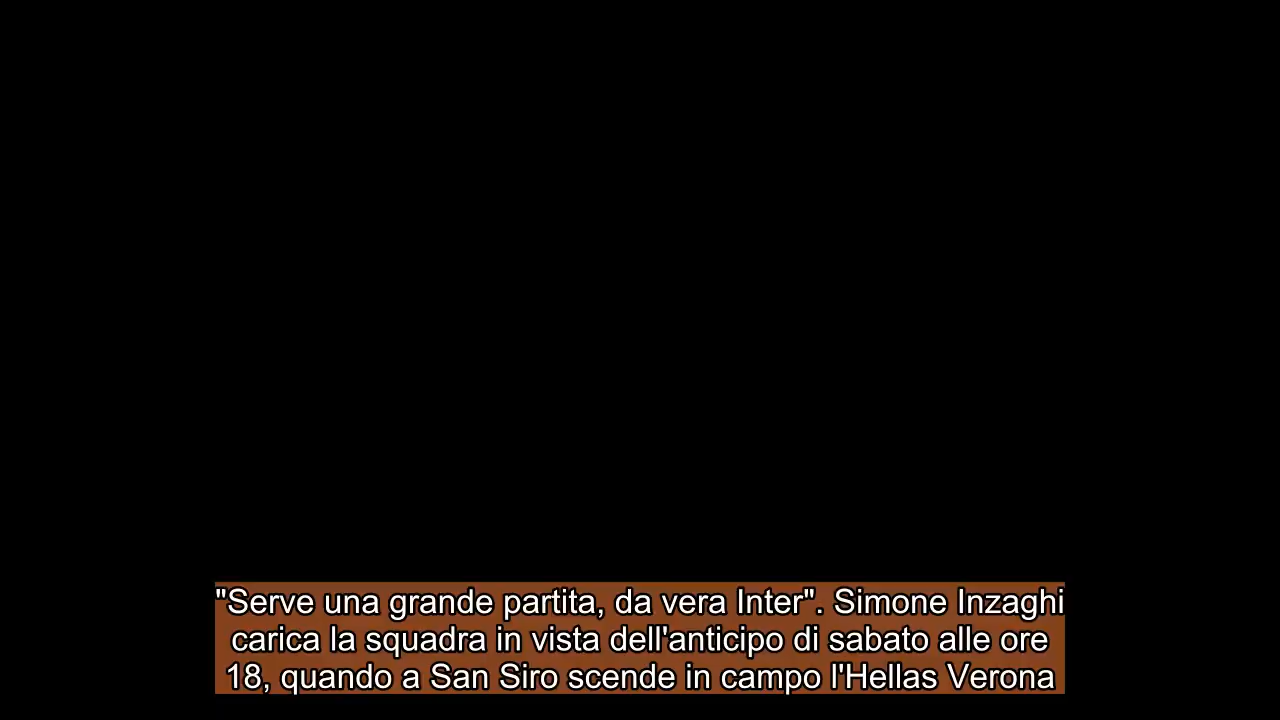 "Serve una grande partita, da vera Inter". Simone Inzaghi
carica la squadra in vista dell'anticipo di sabato alle ore
18, quando a San Siro scende in campo l'Hellas Verona